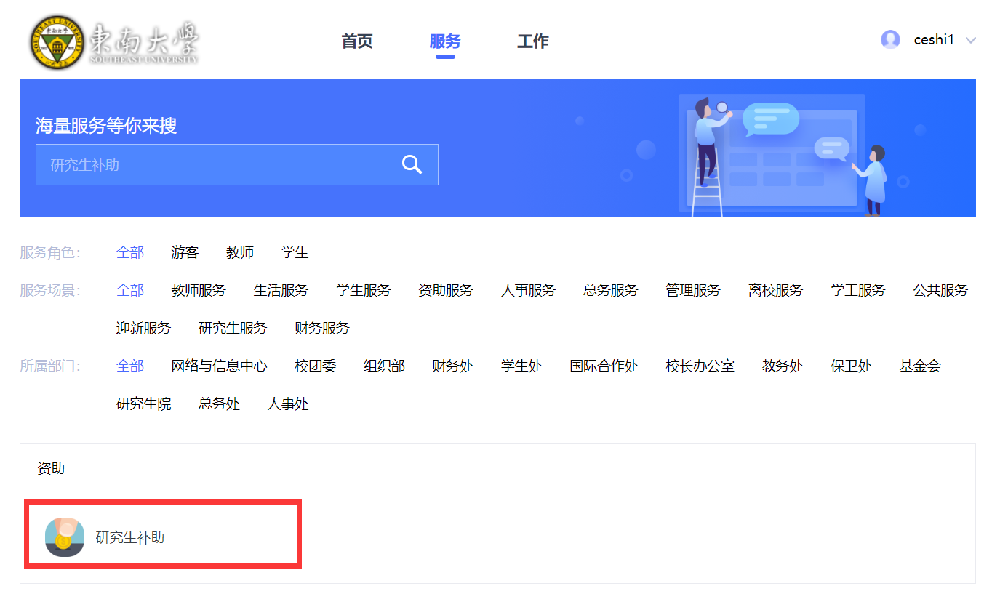 東南大學
SOUTHEAST UNIVERSITY
首页 服务 工作
ceshi1
海量服务等你来搜
研究生补助
服务角色： 全部 游客 教师 学生
服务场景： 全部 教师服务 生活服务 学生服务 资助服务 人事服务 总务服务 管理服务 离校服务 学工服务 公共服务
迎新服务 研究生服务 财务服务
所属部门： 全部 网络与信息中心 校团委 组织部 财务处 学生处 国际合作处 校长办公室 教务处 保卫处 基金会
研究生院 总务处 人事处
资助
研究生补助